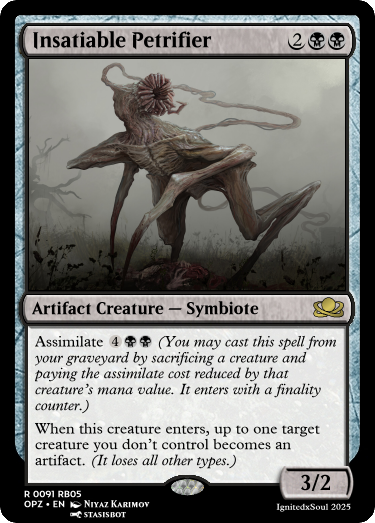 Insatiable Petrifier 2
Artifact Creature — Symbiote
Assimilate 4 (You may cast this spell from
your graveyard by sacrificing a creature and
paying the assimilate cost reduced by that
creature's mana value. It enters with a finality
counter.)
When this creature enters, up to one target
creature you don't control becomes an
artifact. (It loses all other types.)
3/2
R 0091 RB05
OPZ • EN Niyaz Karimov
STASISBOT
IgnitedxSoul 2025